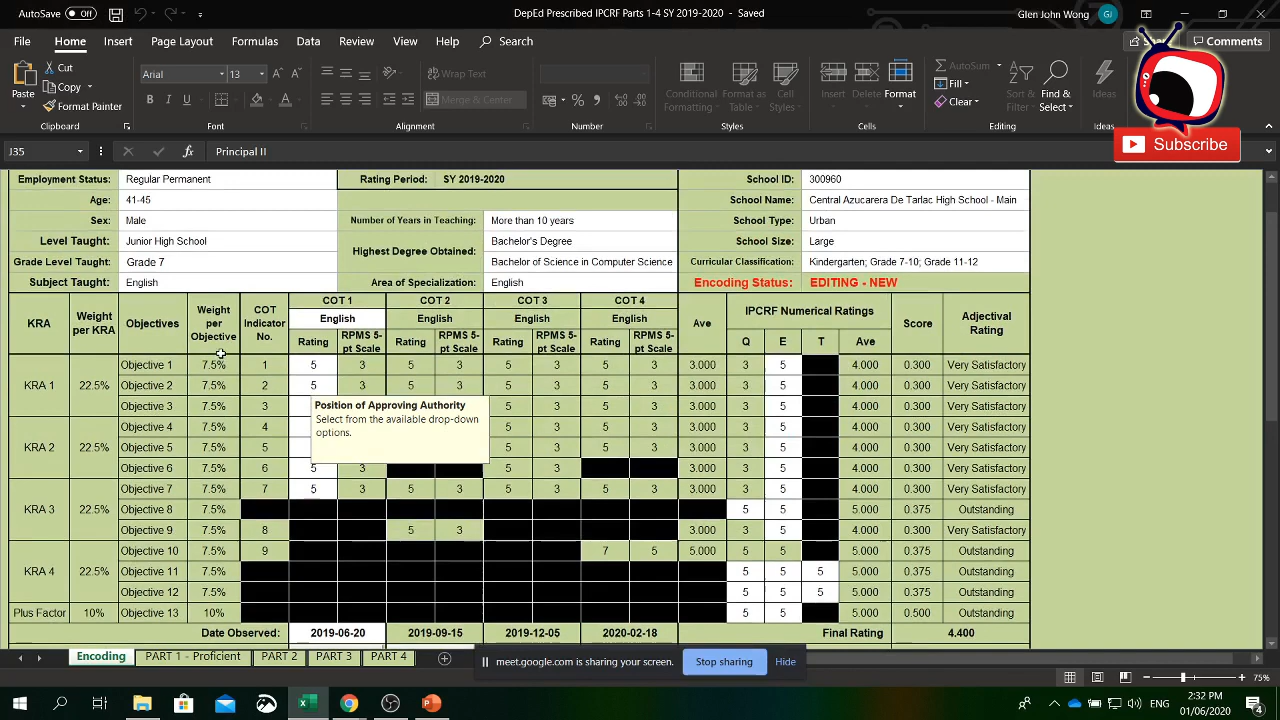 AutoSave Off DepEd Prescribed IPCRF Parts 1-4 SY 2019-2020 - Saved Glen John Wong GJ
File Home Insert Page Layout Formulas Data Review View Help Search Comments
Paste Cut Copy Format Painter
Arial 13 Wrap Text Merge & Center
Conditional Formatting Format as Table Cell Styles Insert Delete Format
AutoSum Fill Clear Sort & Filter Find & Select Ideas
Clipboard Font Alignment Number Styles Cells Editing Ideas
Subscribe
J35 fx Principal II
Employment Status: Regular Permanent Rating Period: SY 2019-2020 School ID: 300960
Age: 41-45 School Name: Central Azucarera De Tarlac High School - Main
Sex: Male Number of Years in Teaching: More than 10 years School Type: Urban
Level Taught: Junior High School Highest Degree Obtained: Bachelor's Degree School Size: Large
Grade Level Taught: Grade 7 Bachelor of Science in Computer Science Curricular Classification: Kindergarten; Grade 7-10; Grade 11-12
Subject Taught: English Area of Specialization: English Encoding Status: EDITING - NEW
KRA Weight per KRA Objectives Weight per Objective COT Indicator No. COT 1 COT 2 COT 3 COT 4 Ave IPCRF Numerical Ratings Score Adjectival Rating
English English English English
Rating RPMS 5-pt Scale Rating RPMS 5-pt Scale Rating RPMS 5-pt Scale Rating RPMS 5-pt Scale Q E T Ave
KRA 1 22.5% Objective 1 7.5% 1 5 3 5 3 5 3 5 3 3.000 3 5 4.000 0.300 Very Satisfactory
Objective 2 7.5% 2 5 3 5 3 5 3 5 3 3.000 3 5 4.000 0.300 Very Satisfactory
Objective 3 7.5% 3 5 3 5 3 3.000 3 5 4.000 0.300 Very Satisfactory
KRA 2 22.5% Objective 4 7.5% 4 5 3 5 3 3.000 3 5 4.000 0.300 Very Satisfactory
Objective 5 7.5% 5 5 3 5 3 3.000 3 5 4.000 0.300 Very Satisfactory
Objective 6 7.5% 6 5 3 5 3 3.000 3 5 4.000 0.300 Very Satisfactory
Position of Approving Authority
Select from the available drop-down
options.
KRA 3 22.5% Objective 7 7.5% 7 5 3 5 3 5 3 5 3 3.000 3 5 4.000 0.300 Very Satisfactory
Objective 8 7.5% 5 5 5.000 0.375 Outstanding
Objective 9 7.5% 8 5 3 3.000 3 5 4.000 0.300 Very Satisfactory
KRA 4 22.5% Objective 10 7.5% 9 7 5 5.000 5 5 5.000 0.375 Outstanding
Objective 11 7.5% 5 5 5 5.000 0.375 Outstanding
Objective 12 7.5% 5 5 5 5.000 0.375 Outstanding
Plus Factor 10% Objective 13 10% 5 5 5.000 0.500 Outstanding
Date Observed: 2019-06-20 2019-09-15 2019-12-05 2020-02-18 Final Rating 4.400
Encoding PART 1 - Proficient PART 2 PART 3 PART 4
meet.google.com is sharing your screen. Stop sharing Hide
75%
2:32 PM
01/06/2020
4